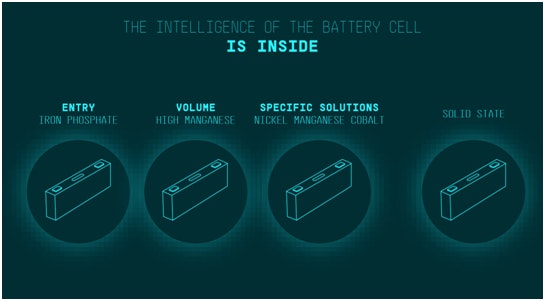 THE INTELLIGENCE OF THE BATTERY CELL
IS INSIDE
ENTRY
IRON PHOSPHATE
VOLUME
HIGH MANGANESE
SPECIFIC SOLUTIONS
NICKEL MANGANESE COBALT
SOLID STATE